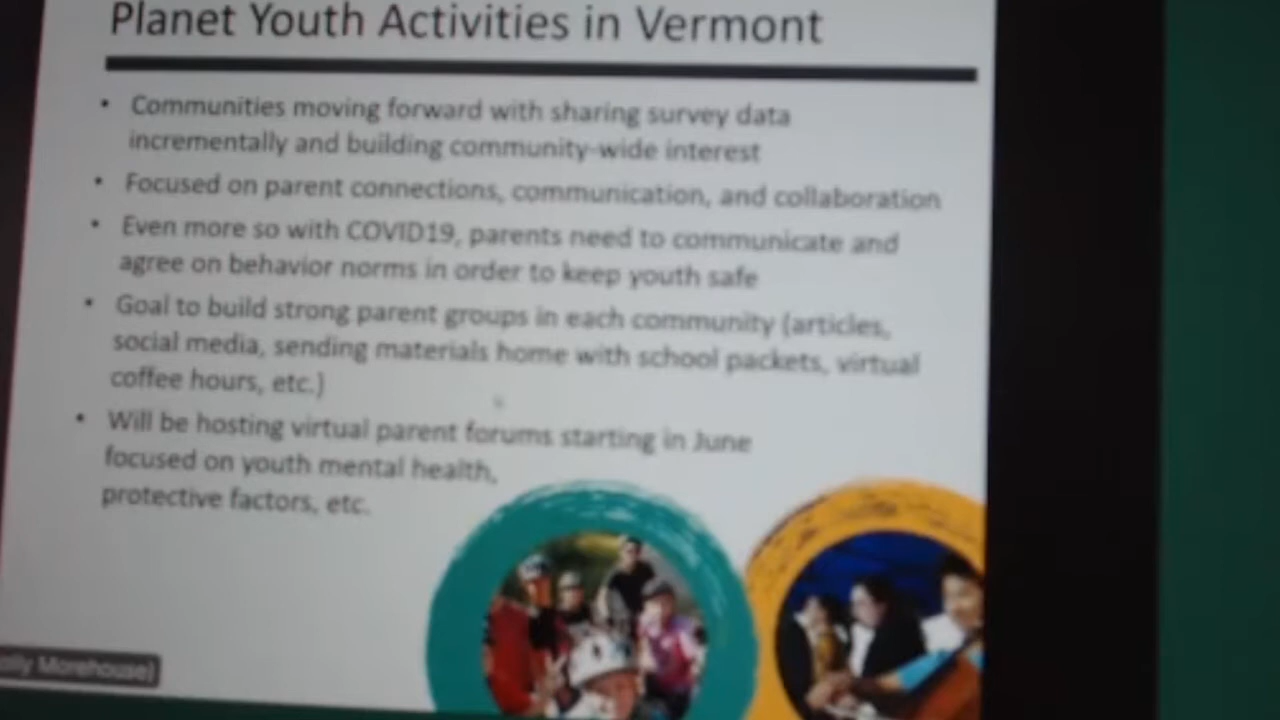 Planet Youth Activities in Vermont
• Communities moving forward with sharing survey data
incrementally and building community-wide interest
• Focused on parent connections, communication, and collaboration
• Even more so with COVID19, parents need to communicate and
agree on behavior norms in order to keep youth safe
• Goal to build strong parent groups in each community (articles,
social media, sending materials home with school packets, virtual
coffee hours, etc.)
• Will be hosting virtual parent forums starting in June
focused on youth mental health,
protective factors, etc.
Morehouse)